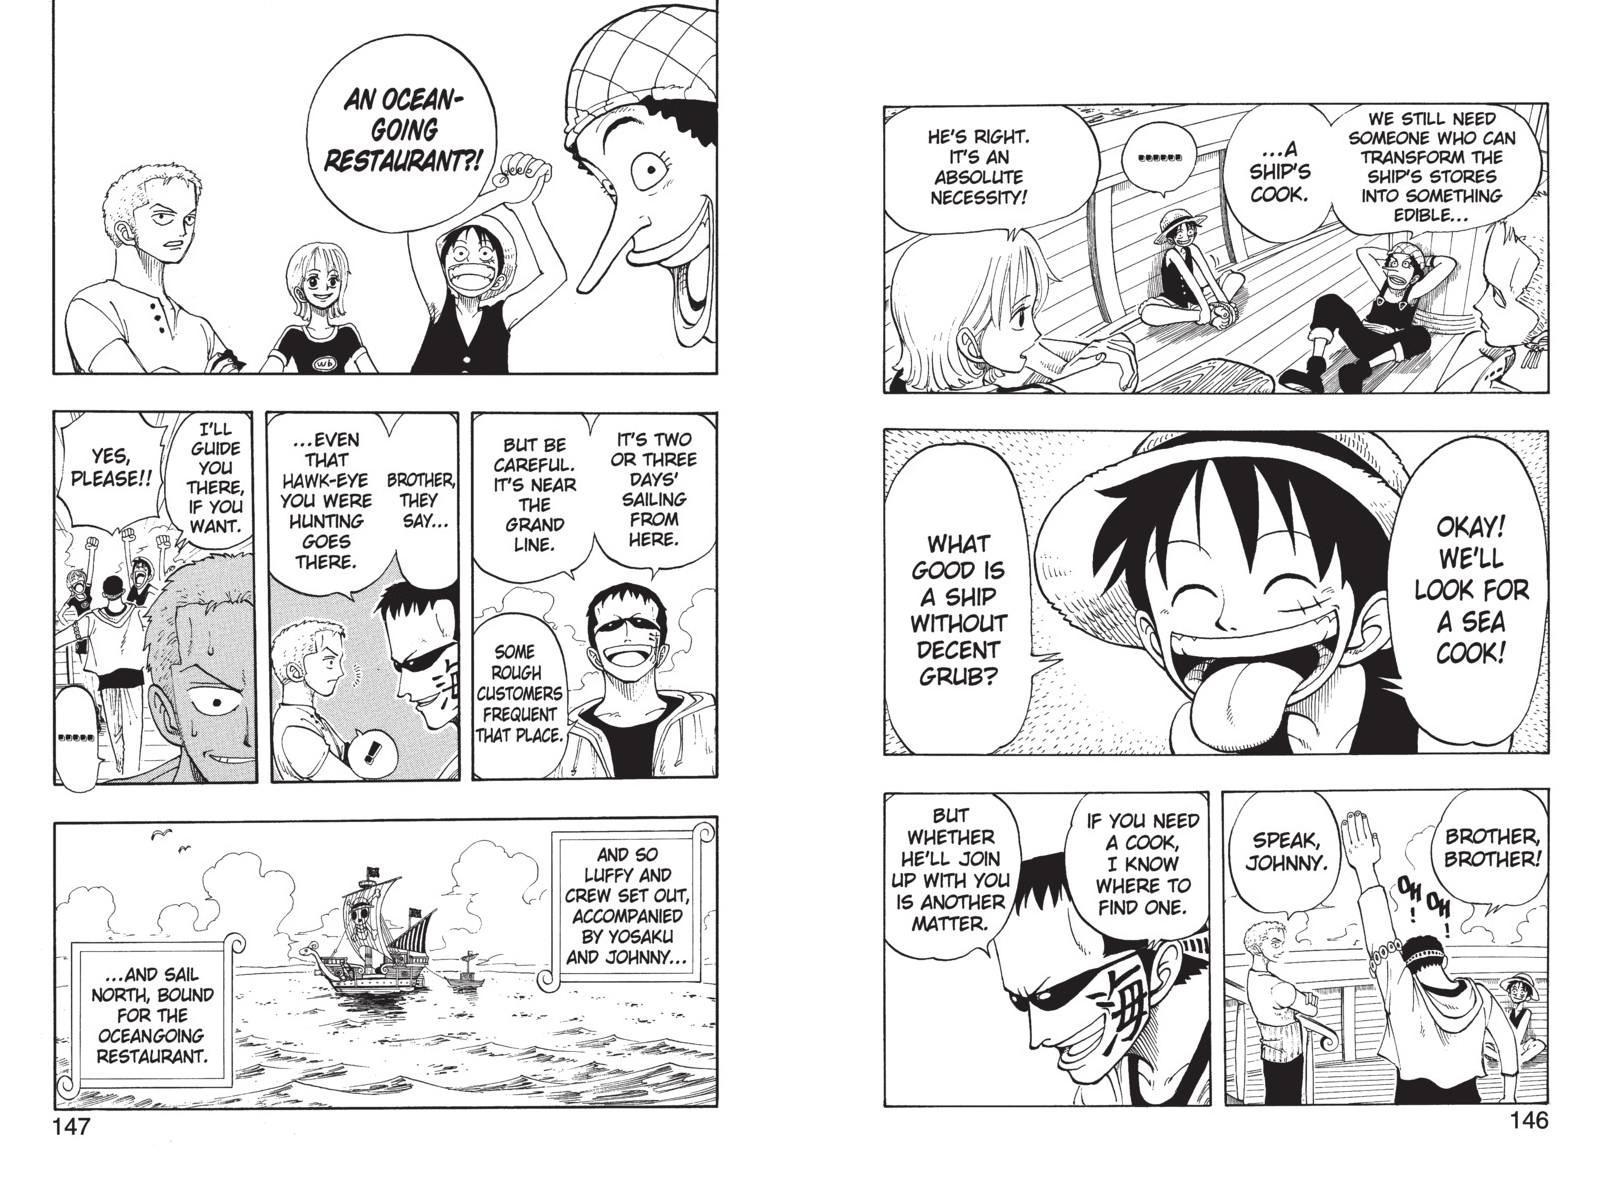 WE STILL NEED
SOMEONE WHO CAN
TRANSFORM THE
SHIP'S STORES
INTO SOMETHING
EDIBLE...
...A
SHIP'S
COOK.
......
HE'S RIGHT.
IT'S AN
ABSOLUTE
NECESSITY!
OKAY!
WE'LL
LOOK FOR
A SEA
COOK!
WHAT
GOOD IS
A SHIP
WITHOUT
DECENT
GRUB?
BROTHER,
BROTHER!
OH
!
OH
!
SPEAK,
JOHNNY.
IF YOU NEED
A COOK,
I KNOW
WHERE TO
FIND ONE.
BUT
WHETHER
HE'LL JOIN
UP WITH YOU
IS ANOTHER
MATTER.
海
146
AN OCEAN-
GOING
RESTAURANT?!
Wb
IT'S TWO
OR THREE
DAYS'
SAILING
FROM
HERE.
BUT BE
CAREFUL.
IT'S NEAR
THE
GRAND
LINE.
SOME
ROUGH
CUSTOMERS
FREQUENT
THAT PLACE.
BROTHER,
THEY
SAY...
...EVEN
THAT
HAWK-EYE
YOU WERE
HUNTING
GOES
THERE.
海
!
I'LL
GUIDE
YOU
THERE,
IF YOU
WANT.
YES,
PLEASE!!
.....
AND SO
LUFFY AND
CREW SET OUT,
ACCOMPANIED
BY YOSAKU
AND JOHNNY...
...AND SAIL
NORTH, BOUND
FOR THE
OCEANGOING
RESTAURANT.
147